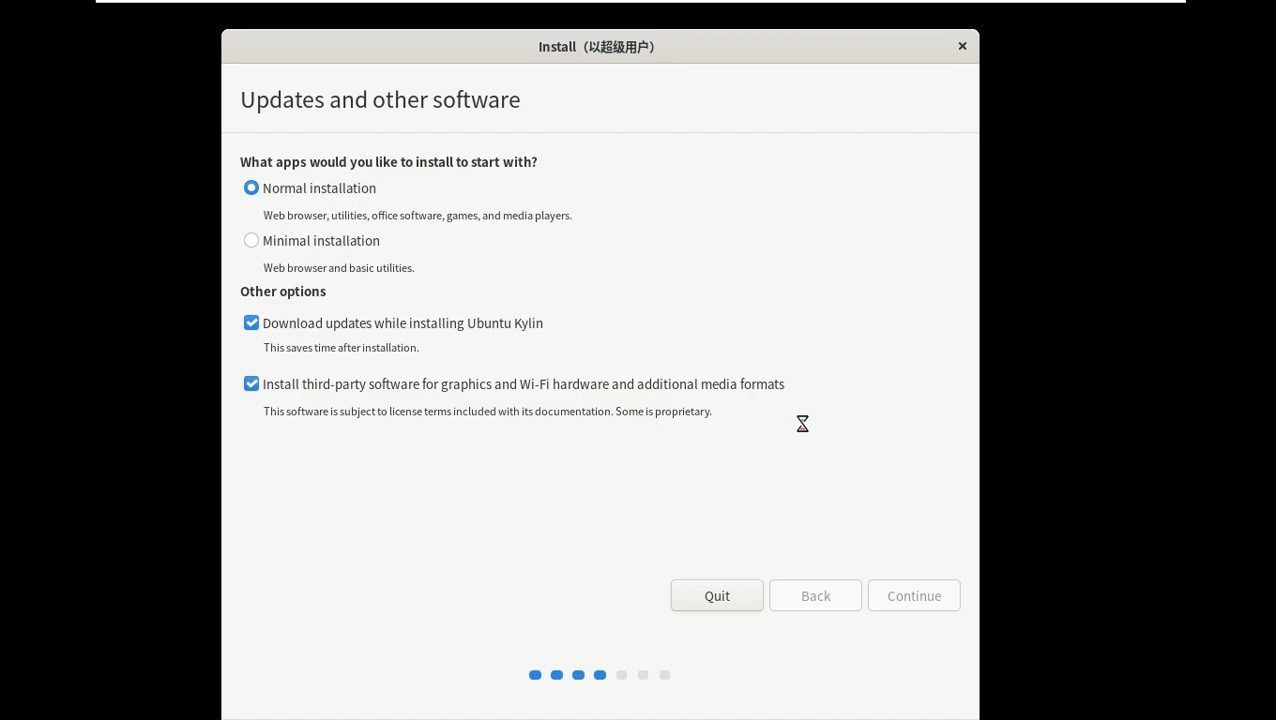 Install（以超级用户）
Updates and other software
What apps would you like to install to start with?
Normal installation
Web browser, utilities, office software, games, and media players.
Minimal installation
Web browser and basic utilities.
Other options
Download updates while installing Ubuntu Kylin
This saves time after installation.
Install third-party software for graphics and Wi-Fi hardware and additional media formats
This software is subject to license terms included with its documentation. Some is proprietary.
Quit Back Continue